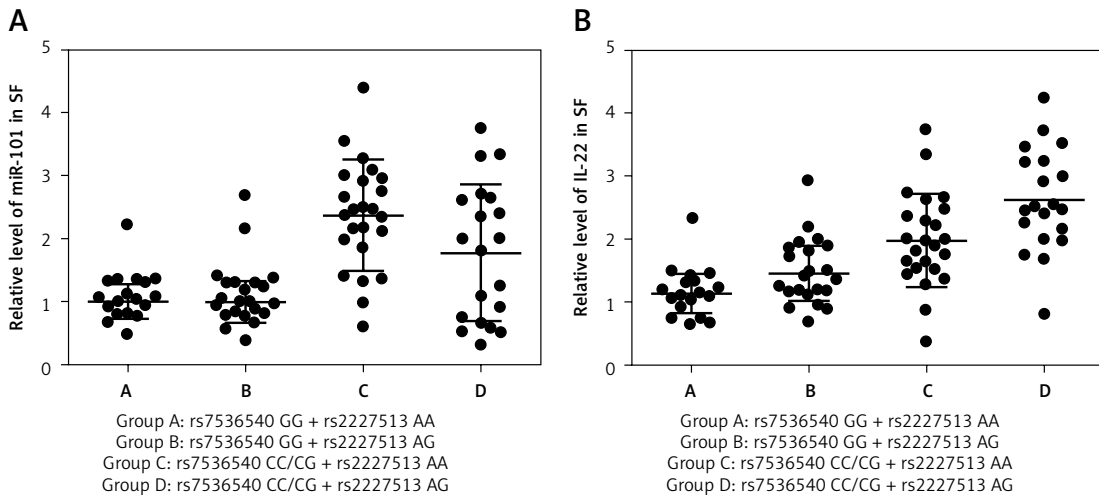 A
Relative level of miR-101 in SF
5
4
3
2
1
0
A B C D
Group A: rs7536540 GG + rs2227513 AA
Group B: rs7536540 GG + rs2227513 AG
Group C: rs7536540 CC/CG + rs2227513 AA
Group D: rs7536540 CC/CG + rs2227513 AG
B
Relative level of IL-22 in SF
5
4
3
2
1
0
A B C D
Group A: rs7536540 GG + rs2227513 AA
Group B: rs7536540 GG + rs2227513 AG
Group C: rs7536540 CC/CG + rs2227513 AA
Group D: rs7536540 CC/CG + rs2227513 AG